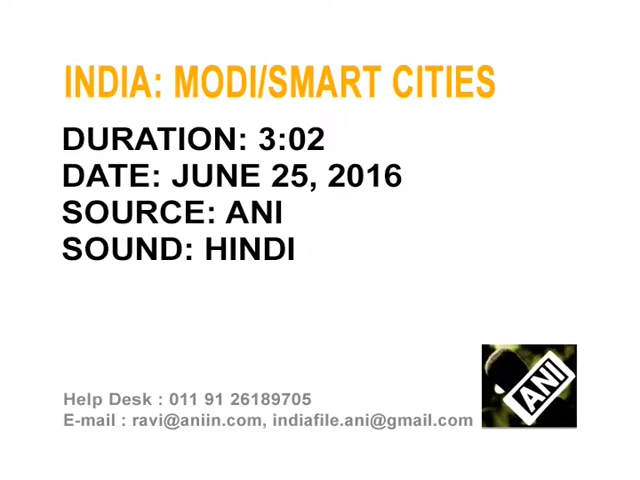 INDIA: MODI/SMART CITIES
DURATION: 3:02
DATE: JUNE 25, 2016
SOURCE: ANI
SOUND: HINDI
Help Desk : 011 91 26189705
E-mail : ravi@aniin.com, indiafile.ani@gmail.com
ANI